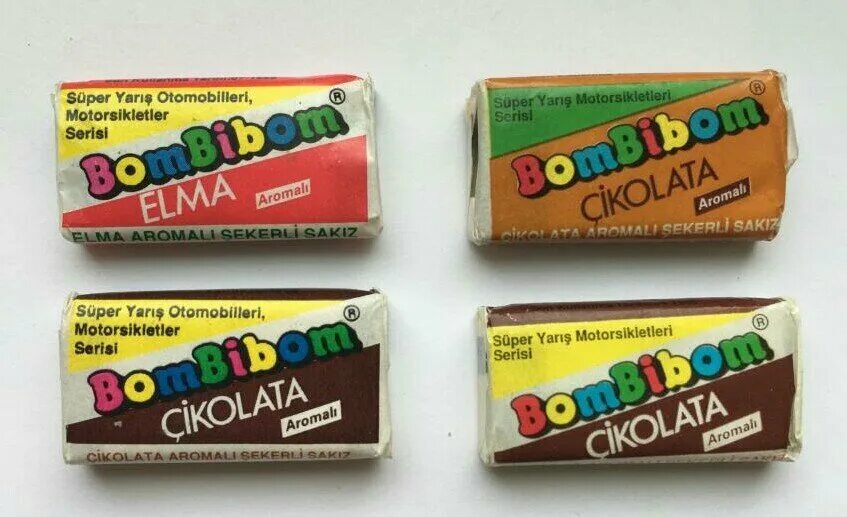 Süper Yarış Otomobilleri,
Motorsikletler
Serisi
BomBibom®
ELMA
Aromalı
ELMA AROMALI ŞEKERLİ SAKIZ
Süper Yarış Motorsikletleri
Serisi
BomBibom®
ÇİKOLATA
Aromalı
ÇİKOLATA AROMALI ŞEKERLİ SAKIZ
Süper Yarış Otomobilleri,
Motorsikletler
Serisi
BomBibom®
ÇİKOLATA
Aromalı
ÇİKOLATA AROMALI ŞEKERLİ SAKIZ
Süper Yarış Motorsikletleri
Serisi
BomBibom®
ÇİKOLATA
Aromalı